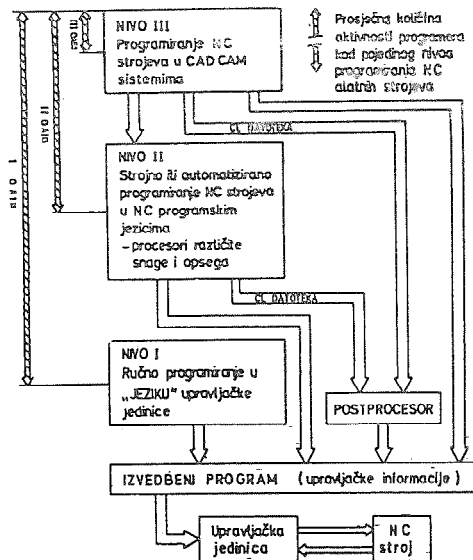 NIVO III
Programiranje NC
strojeva u CAD CAM
sistemima
Prosječna količina
aktivnosti programera
kod pojedinog nivoa
programiranja NC
alatnih strojeva
NIVO III
NIVO II
NIVO I
CL DATOTEKA
NIVO II
Strojno ili automatizirano
programiranje NC strojeva
u NC programskim
jezicima
- procesori različite
snage i opsega
CL DATOTEKA
NIVO I
Ručno programiranje u
„JEZIKU" upravljačke
jedinice
POSTPROCESOR
IZVEDBENI PROGRAM (upravljačke informacije)
Upravljačka
jedinica
NC
stroj